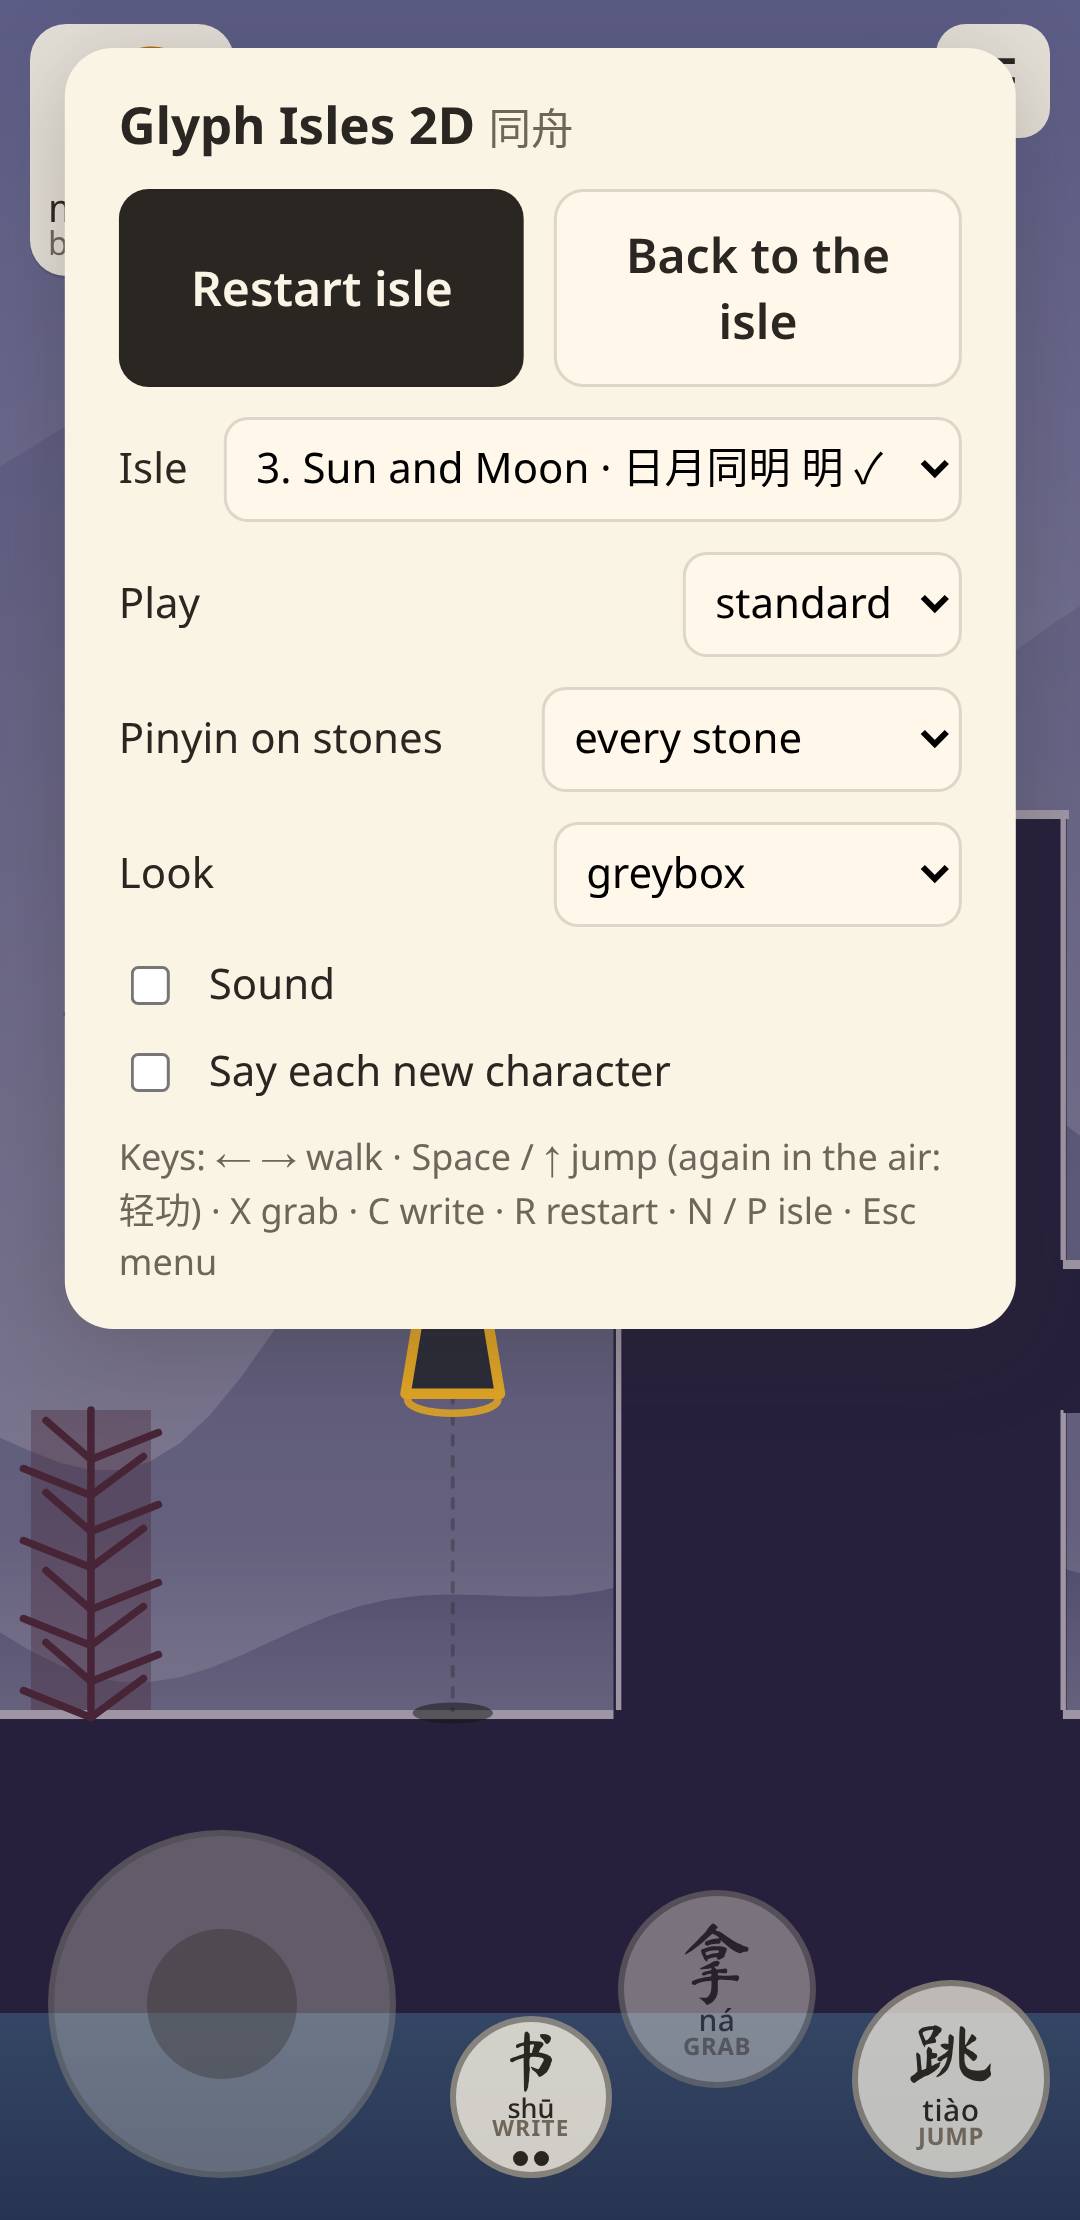 Glyph Isles 2D 同舟
Restart isle
Back to the
isle
Isle
3. Sun and Moon · 日月同明 明 ✓
Play
standard
Pinyin on stones
every stone
Look
greybox
Sound
Say each new character
Keys: ← → walk · Space / ↑ jump (again in the air:
轻功) · X grab · C write · R restart · N / P isle · Esc
menu
拿
ná
GRAB
书
shū
WRITE
跳
tiào
JUMP